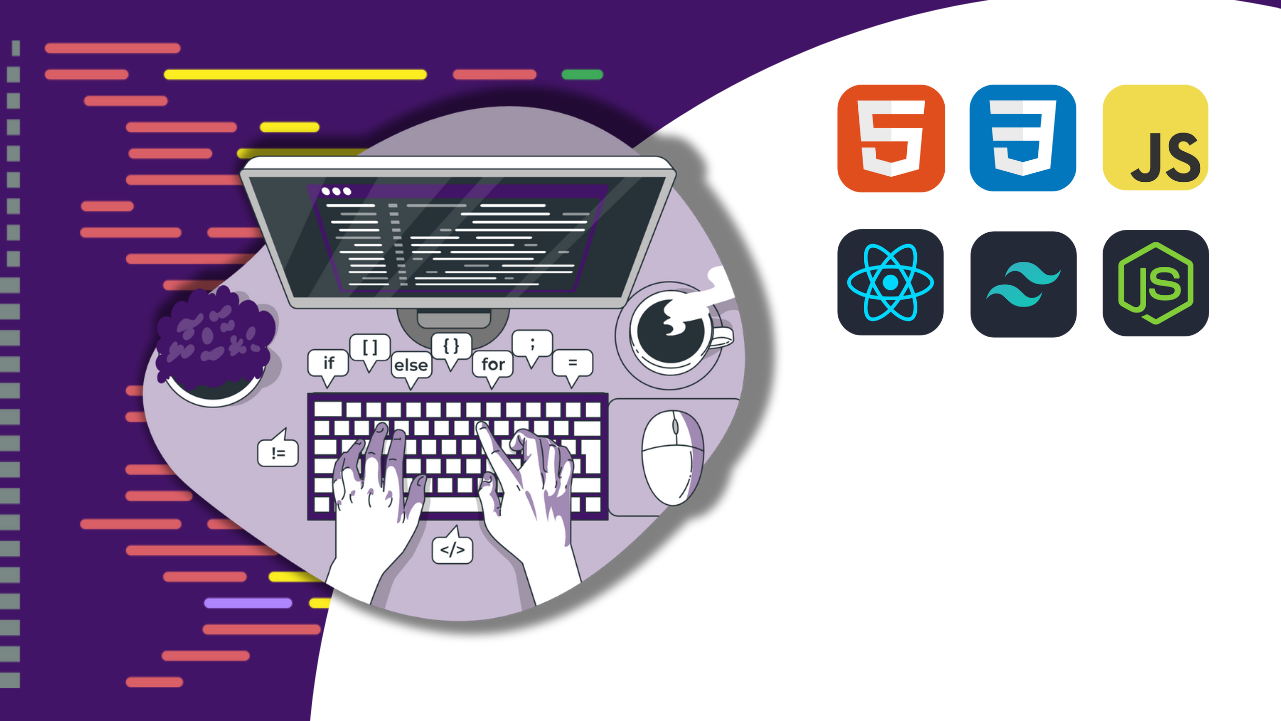 5
3
JS
JS
[ ]
{ }
;
if
else
for
=
!=
</>